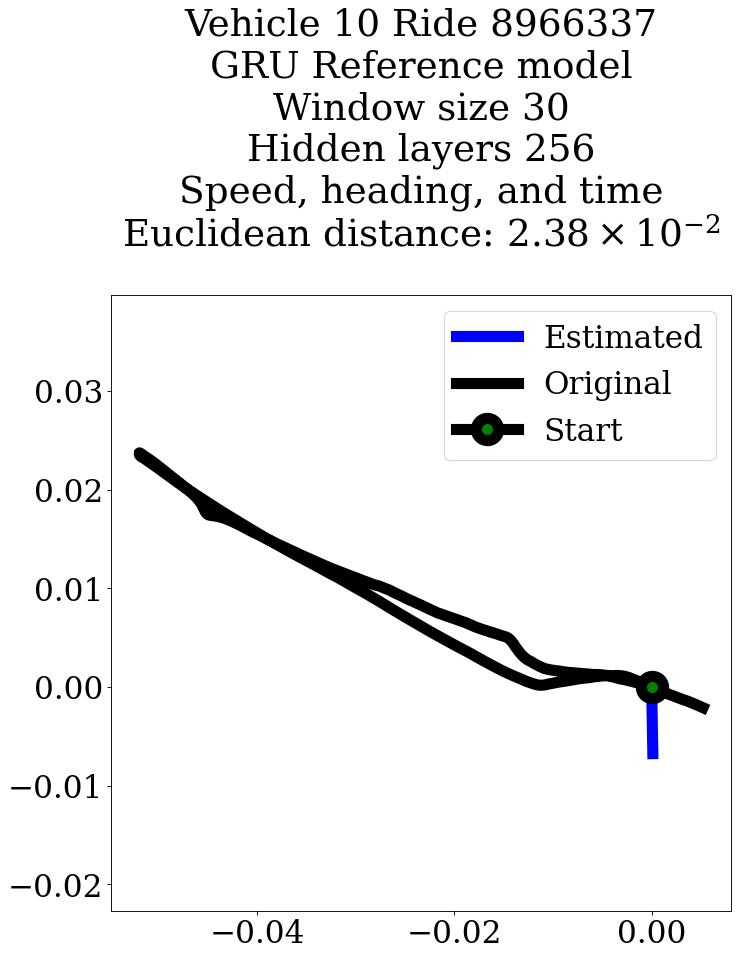 Vehicle 10 Ride 8966337
GRU Reference model
Window size 30
Hidden layers 256
Speed, heading, and time
Euclidean distance: 2.38 × 10⁻²
Estimated
Original
Start
0.03
0.02
0.01
0.00
−0.01
−0.02
−0.04 −0.02 0.00